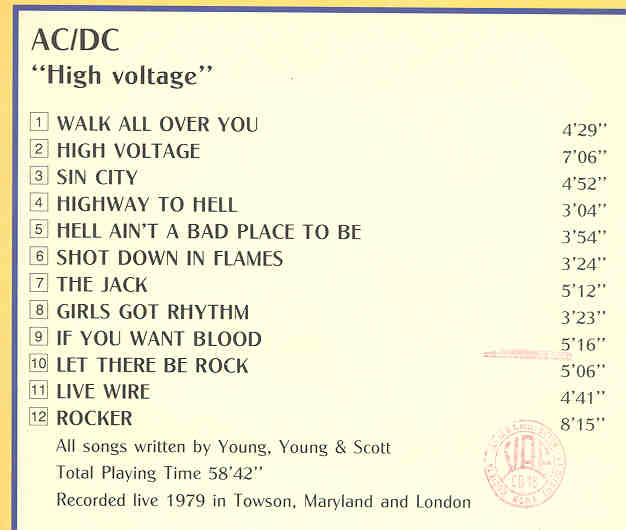 AC/DC
"High voltage"
1 WALK ALL OVER YOU 4'29"
2 HIGH VOLTAGE 7'06"
3 SIN CITY 4'52"
4 HIGHWAY TO HELL 3'04"
5 HELL AIN'T A BAD PLACE TO BE 3'54"
6 SHOT DOWN IN FLAMES 3'24"
7 THE JACK 5'12"
8 GIRLS GOT RHYTHM 3'23"
9 IF YOU WANT BLOOD 5'16"
10 LET THERE BE ROCK 5'06"
11 LIVE WIRE 4'41"
12 ROCKER 8'15"
All songs written by Young, Young & Scott
Total Playing Time 58'42"
Recorded live 1979 in Towson, Maryland and London